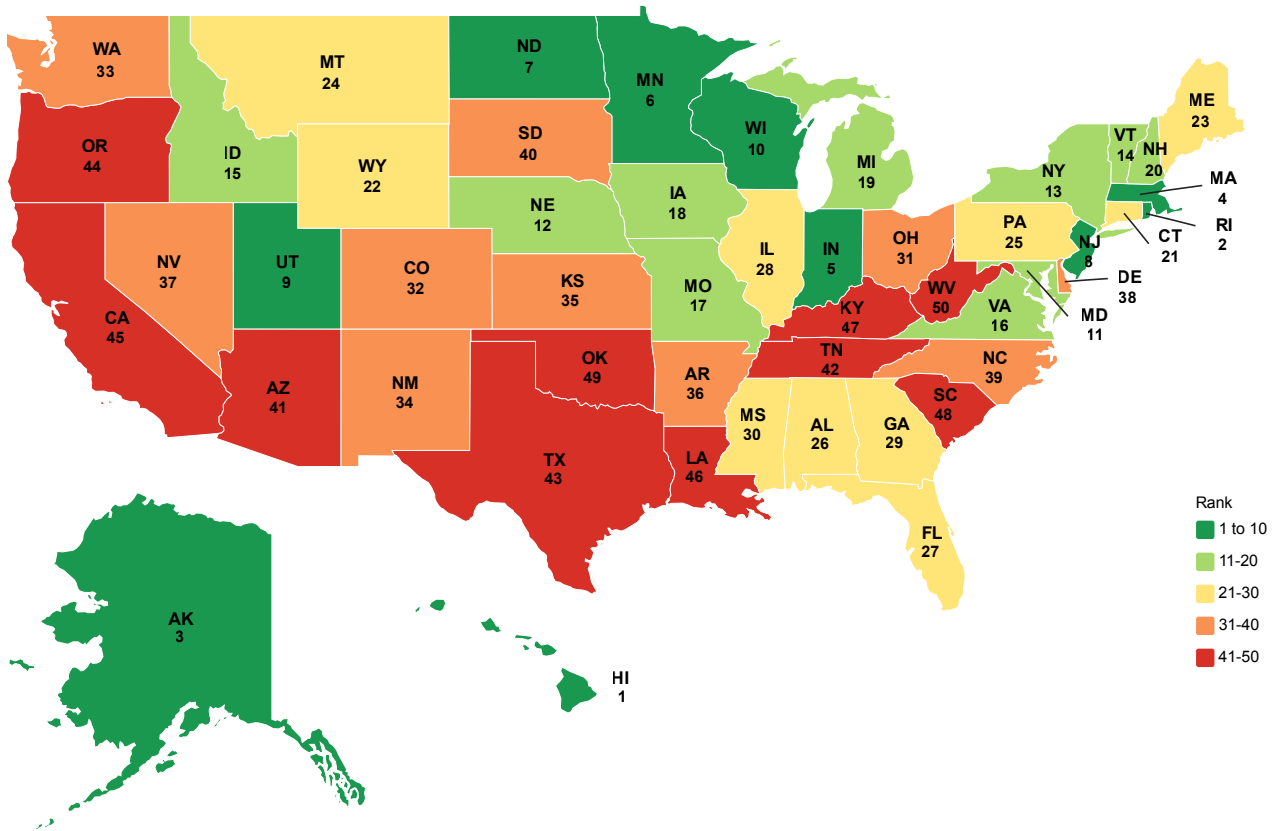 WA
33
MT
24
ND
7
MN
6
ME
23
OR
44
ID
15
WY
22
SD
40
WI
10
MI
19
VT
14
NH
20
NY
13
MA
4
RI
2
CT
21
NV
37
UT
9
CO
32
NE
12
IA
18
IL
28
IN
5
OH
31
PA
25
NJ
8
DE
38
MD
11
CA
45
KS
35
MO
17
KY
47
WV
50
VA
16
AZ
41
NM
34
OK
49
AR
36
TN
42
NC
39
SC
48
TX
43
LA
46
MS
30
AL
26
GA
29
FL
27
AK
3
HI
1
Rank
1 to 10
11-20
21-30
31-40
41-50